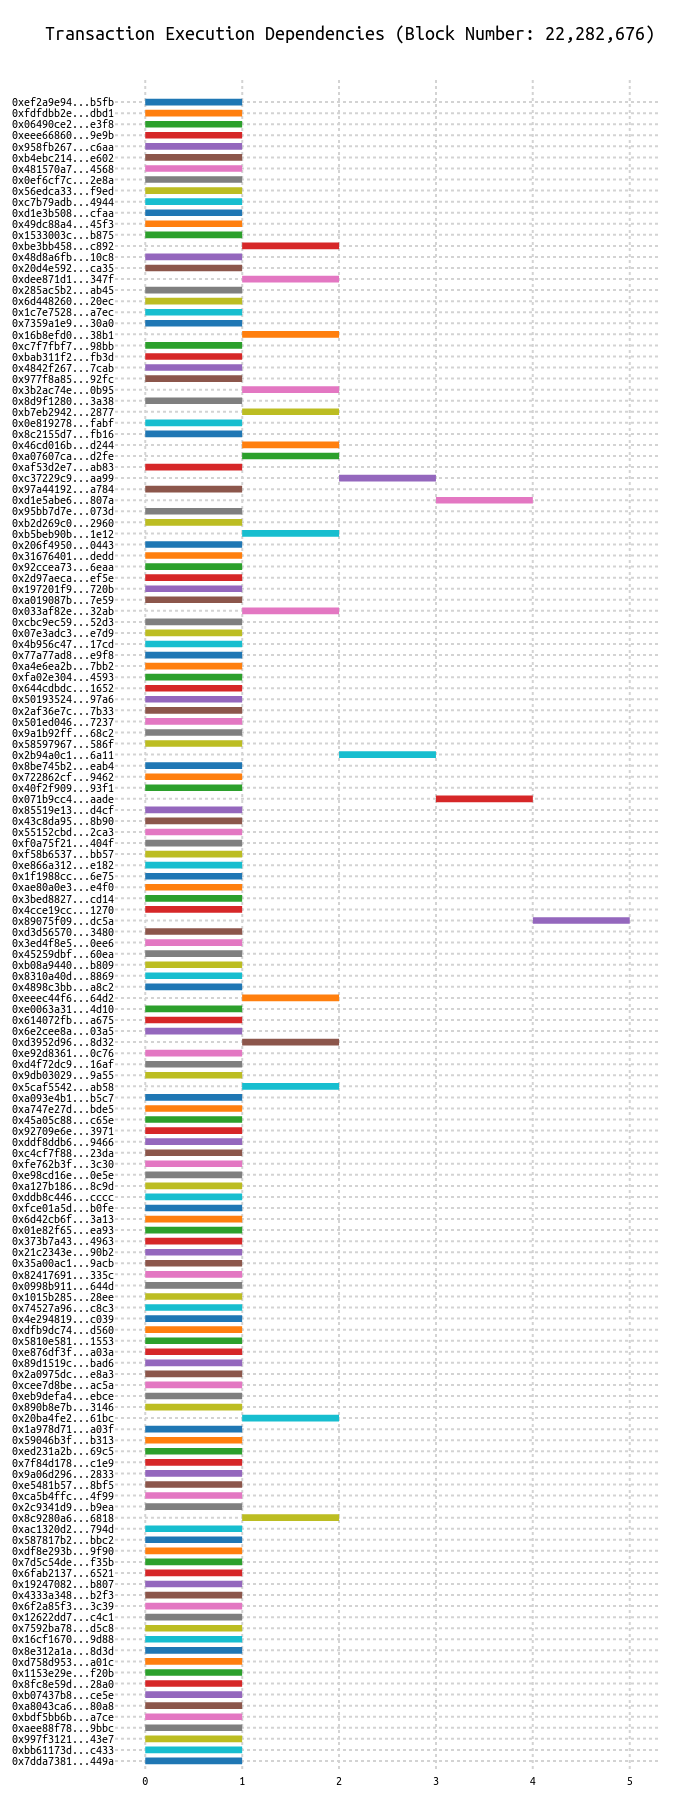 Transaction Execution Dependencies (Block Number: 22,282,676)
0xef2a9e94...b5fb
0xfdfdbb2e...dbd1
0x06490ce2...e3f8
0xeee66860...9e9b
0x958fb267...c6aa
0xb4ebc214...e602
0x481570a7...4568
0x0ef6cf7c...2e8a
0x56edca33...f9ed
0xc7b79adb...4944
0xd1e3b508...cfaa
0x49dc88a4...45f3
0x1533003c...b875
0xbe3bb458...c892
0x48d8a6fb...10c8
0x20d4e592...ca35
0xdee871d1...347f
0x285ac5b2...ab45
0x6d448260...20ec
0x1c7e7528...a7ec
0x7359a1e9...30a0
0x16b8efd0...38b1
0xc7f7fbf7...98bb
0xbab311f2...fb3d
0x4842f267...7cab
0x977f8a85...92fc
0x3b2ac74e...0b95
0x8d9f1280...3a38
0xb7eb2942...2877
0x0e819278...fabf
0x8c2155d7...fb16
0x46cd016b...d244
0xa07607ca...d2fe
0xaf53d2e7...ab83
0xc37229c9...aa99
0x97a44192...a784
0xd1e5abe6...807a
0x95bb7d7e...073d
0xb2d269c0...2960
0xb5beb90b...1e12
0x206f4950...0443
0x31676401...dedd
0x92ccea73...6eaa
0x2d97aeca...ef5e
0x197201f9...720b
0xa019087b...7e59
0x033af82e...32ab
0xcbc9ec59...52d3
0x07e3adc3...e7d9
0x4b956c47...17cd
0x77a77ad8...e9f8
0xa4e6ea2b...7bb2
0xfa02e304...4593
0x644cdbdc...1652
0x50193524...97a6
0x2af36e7c...7b33
0x501ed046...7237
0x9a1b92ff...68c2
0x58597967...586f
0x2b94a0c1...6a11
0x8be745b2...eab4
0x722862cf...9462
0x40f2f909...93f1
0x071b9cc4...aade
0x85519e13...d4cf
0x43c8da95...8b90
0x55152cbd...2ca3
0xf0a75f21...404f
0xf58b6537...bb57
0xe866a312...e182
0x1f1988cc...6e75
0xae80a0e3...e4f0
0x3bed8827...cd14
0x4cce19cc...1270
0x89075f09...dc5a
0xd3d56570...3480
0x3ed4f8e5...0ee6
0x45259dbf...60ea
0xb08a9440...b809
0x8310a40d...8869
0x4898c3bb...a8c2
0xeeec44f6...64d2
0xe0063a31...4d10
0x614072fb...a675
0x6e2cee8a...03a5
0xd3952d96...8d32
0xe92d8361...0c76
0xd4f72dc9...16af
0x9db03029...9a55
0x5caf5542...ab58
0xa093e4b1...b5c7
0xa747e27d...bde5
0x45a05c88...c65e
0x92709e6e...3971
0xddf8ddb6...9466
0xc4cf7f88...23da
0xfe762b3f...3c30
0xe98cd16e...0e5e
0xa127b186...8c9d
0xddb8c446...cccc
0xfce01a5d...b0fe
0x6d42cb6f...3a13
0x01e82f65...ea93
0x373b7a43...4963
0x21c2343e...90b2
0x35a00ac1...9acb
0x82417691...335c
0x0998b911...644d
0x1015b285...28ee
0x74527a96...c8c3
0x4e294819...c039
0xdfb9dc74...d560
0x5810e581...1553
0xe876df3f...a03a
0x89d1519c...bad6
0x2a0975dc...e8a3
0xcee7d8be...ac5a
0xeb9defa4...ebce
0x890b8e7b...3146
0x20ba4fe2...61bc
0x1a978d71...a03f
0x59046b3f...b313
0xed231a2b...69c5
0x7f84d178...c1e9
0x9a06d296...2833
0xe5481b57...8bf5
0xca5b4ffc...4f99
0x2c9341d9...b9ea
0x8c9280a6...6818
0xac1320d2...794d
0x587817b2...bbc2
0xdf8e293b...9f90
0x7d5c54de...f35b
0x6fab2137...6521
0x19247082...b807
0x4333a348...b2f3
0x6f2a85f3...3c39
0x12622dd7...c4c1
0x7592ba78...d5c8
0x16cf1670...9d88
0x8e312a1a...8d3d
0xd758d953...a01c
0x1153e29e...f20b
0x8fc8e59d...28a0
0xb07437b8...ce5e
0xa8043ca6...80a8
0xbdf5bb6b...a7ce
0xaee88f78...9bbc
0x997f3121...43e7
0xbb61173d...c433
0x7dda7381...449a
0 1 2 3 4 5